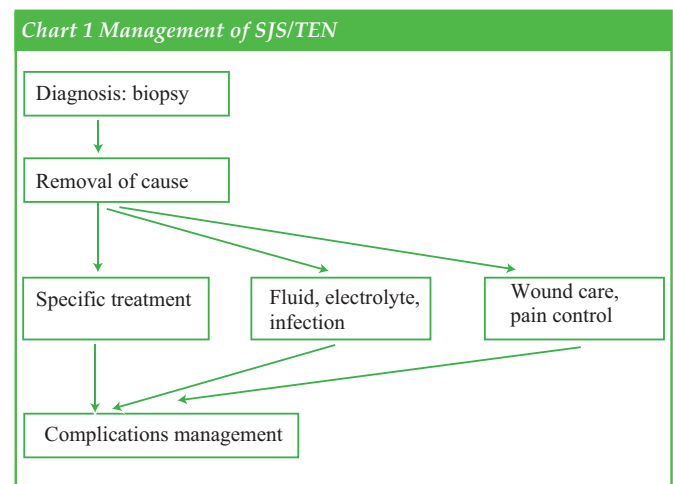 Chart 1 Management of SJS/TEN
Diagnosis: biopsy
Removal of cause
Specific treatment
Fluid, electrolyte,
infection
Wound care,
pain control
Complications management